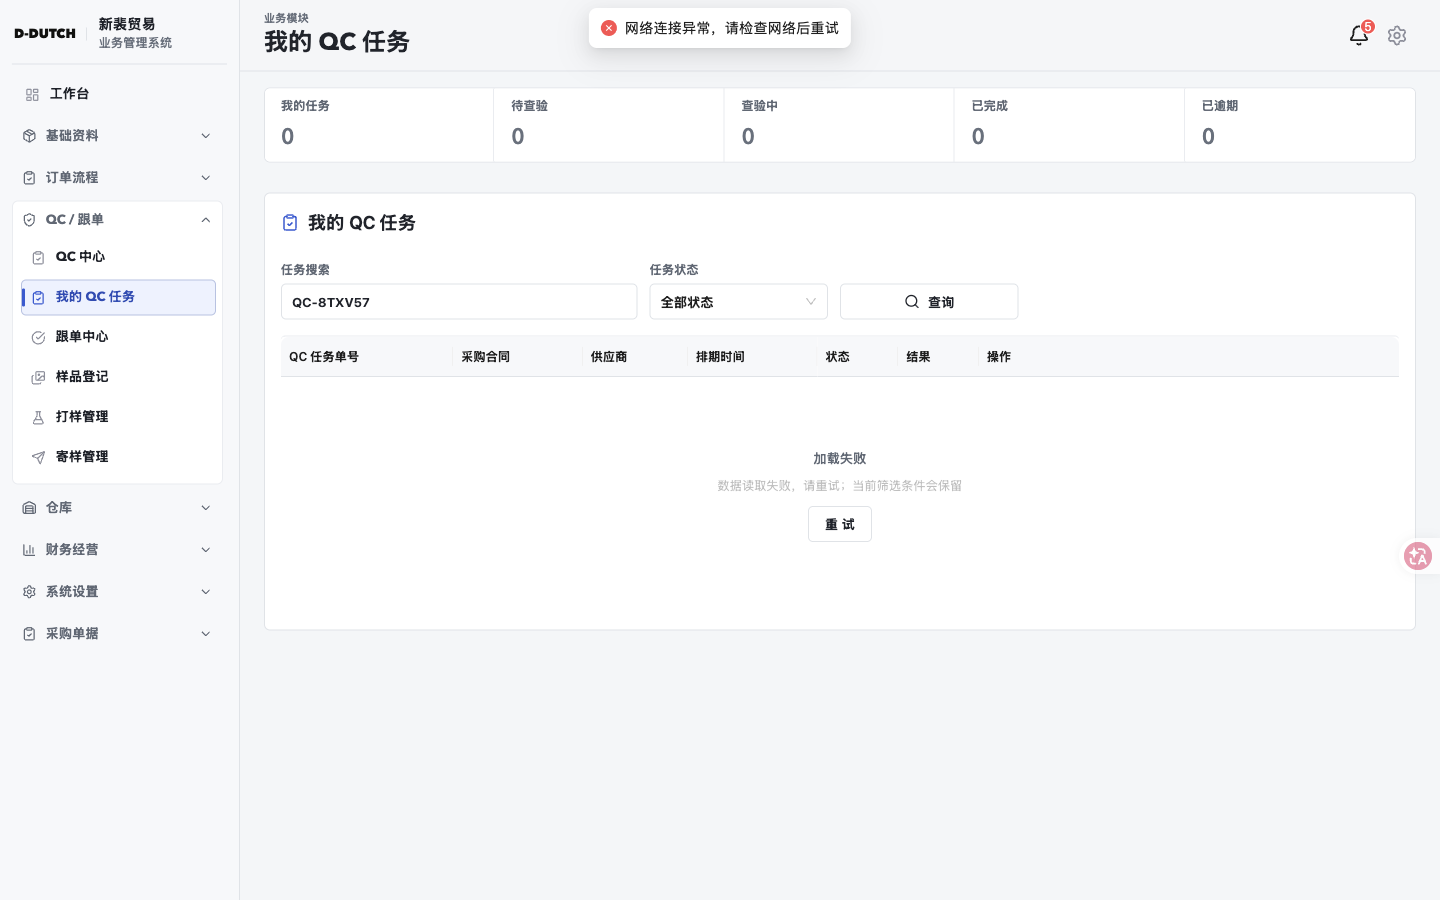 D-DUTCH
新裴贸易
业务管理系统
工作台
基础资料
订单流程
QC / 跟单
QC 中心
我的 QC 任务
跟单中心
样品登记
打样管理
寄样管理
仓库
财务经营
系统设置
采购单据
业务模块
我的 QC 任务
网络连接异常，请检查网络后重试
5
我的任务
0
待查验
0
查验中
0
已完成
0
已逾期
0
我的 QC 任务
任务搜索
任务状态
QC-8TXV57
全部状态
查询
QC 任务单号
采购合同
供应商
排期时间
状态
结果
操作
加载失败
数据读取失败，请重试；当前筛选条件会保留
重 试